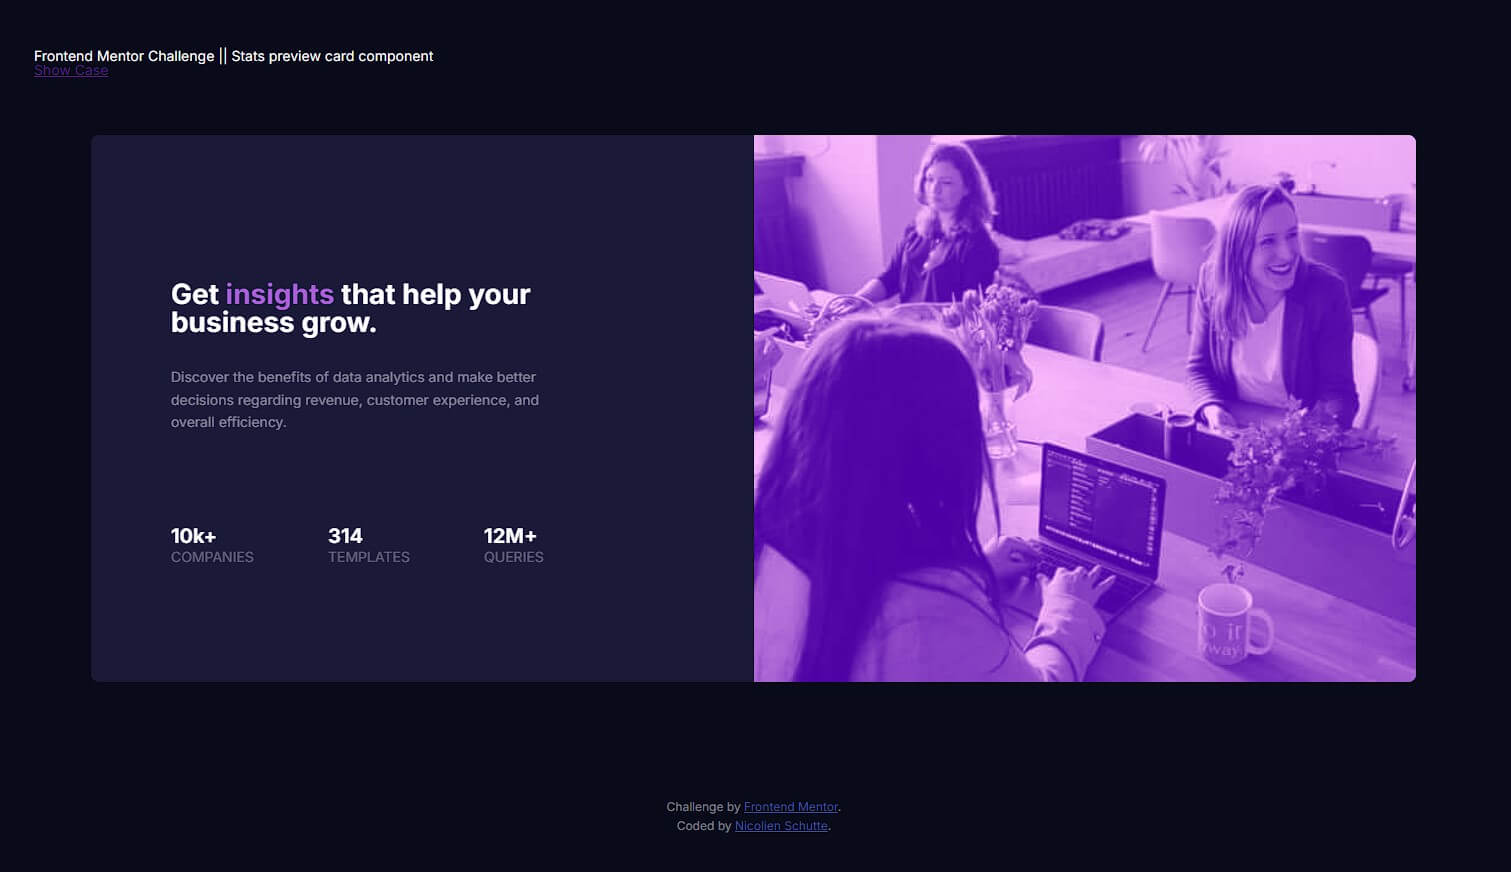 Frontend Mentor Challenge || Stats preview card component
Show Case
Get insights that help your
business grow.
Discover the benefits of data analytics and make better
decisions regarding revenue, customer experience, and
overall efficiency.
10k+ 314 12M+
COMPANIES TEMPLATES QUERIES
Challenge by Frontend Mentor.
Coded by Nicolien Schutte.